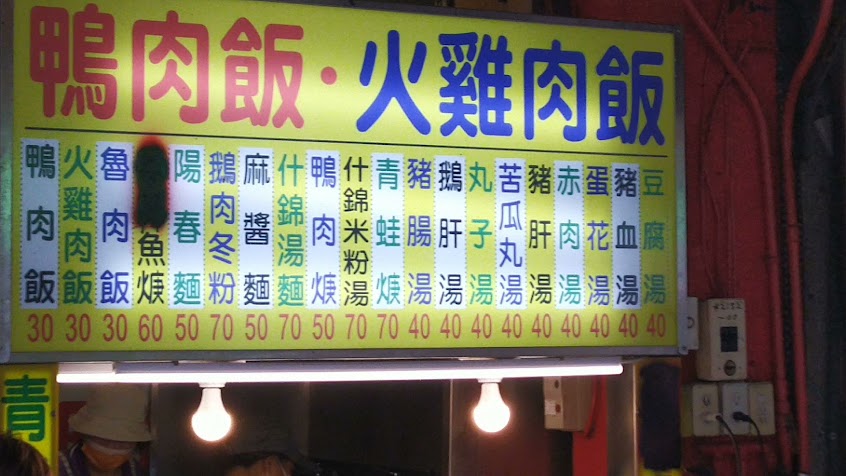 鴨肉飯·火雞肉飯
鴨肉飯 30
火雞肉飯 30
魯肉飯 30
魚焿 60
陽春麵 50
鵝肉冬粉 70
麻醬麵 50
什錦湯麵 70
鴨肉焿 50
什錦米粉湯 70
青蛙焿 70
豬腸湯 40
鵝肝湯 40
丸子湯 40
苦瓜丸湯 40
豬肝湯 40
赤肉湯 40
蛋花湯 40
豬血湯 40
豆腐湯 40
青